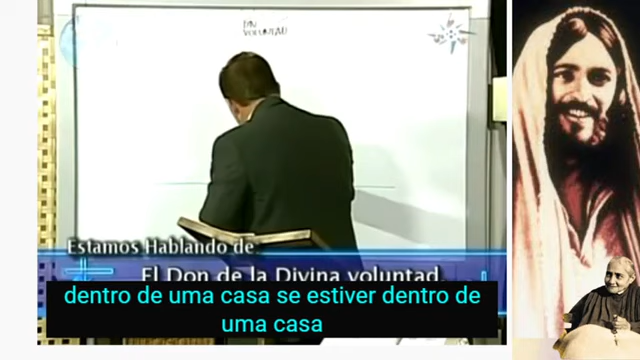 VOLUNTAD
Estamos Hablando de
El Don de la Divina voluntad
dentro de uma casa se estiver dentro de
uma casa